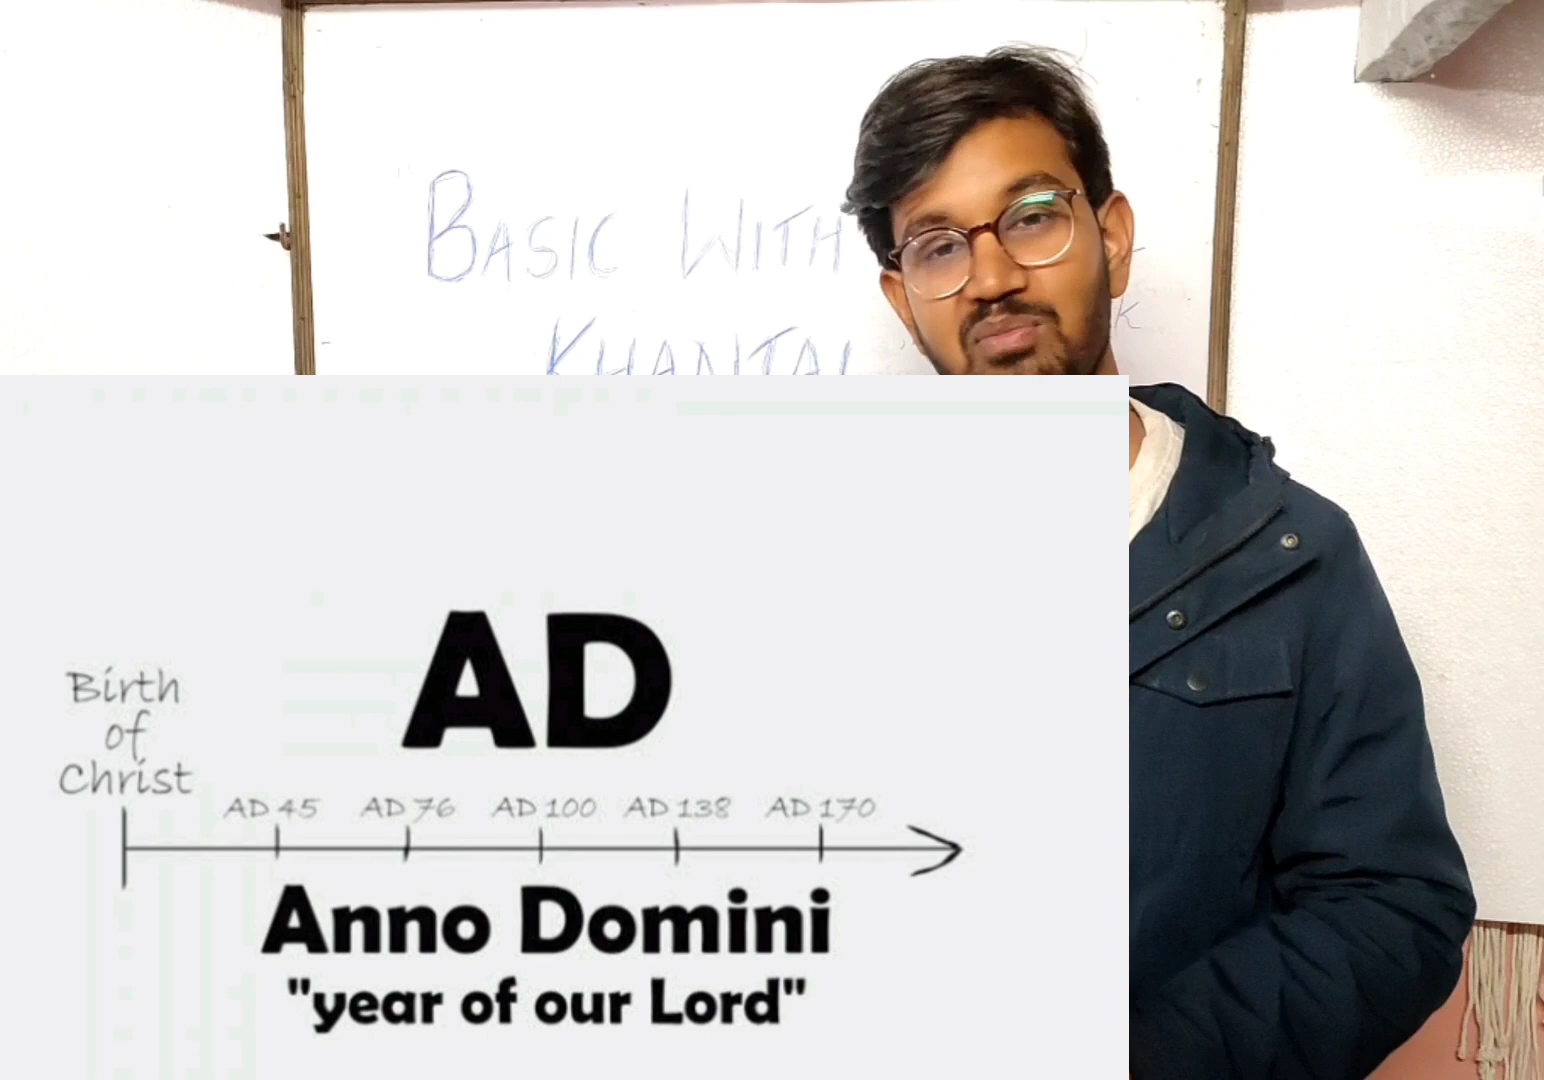 BASIC WITH
KHANTAL
AD
Birth
of
Christ
AD 45 AD 76 AD 100 AD 138 AD 170
Anno Domini
"year of our Lord"